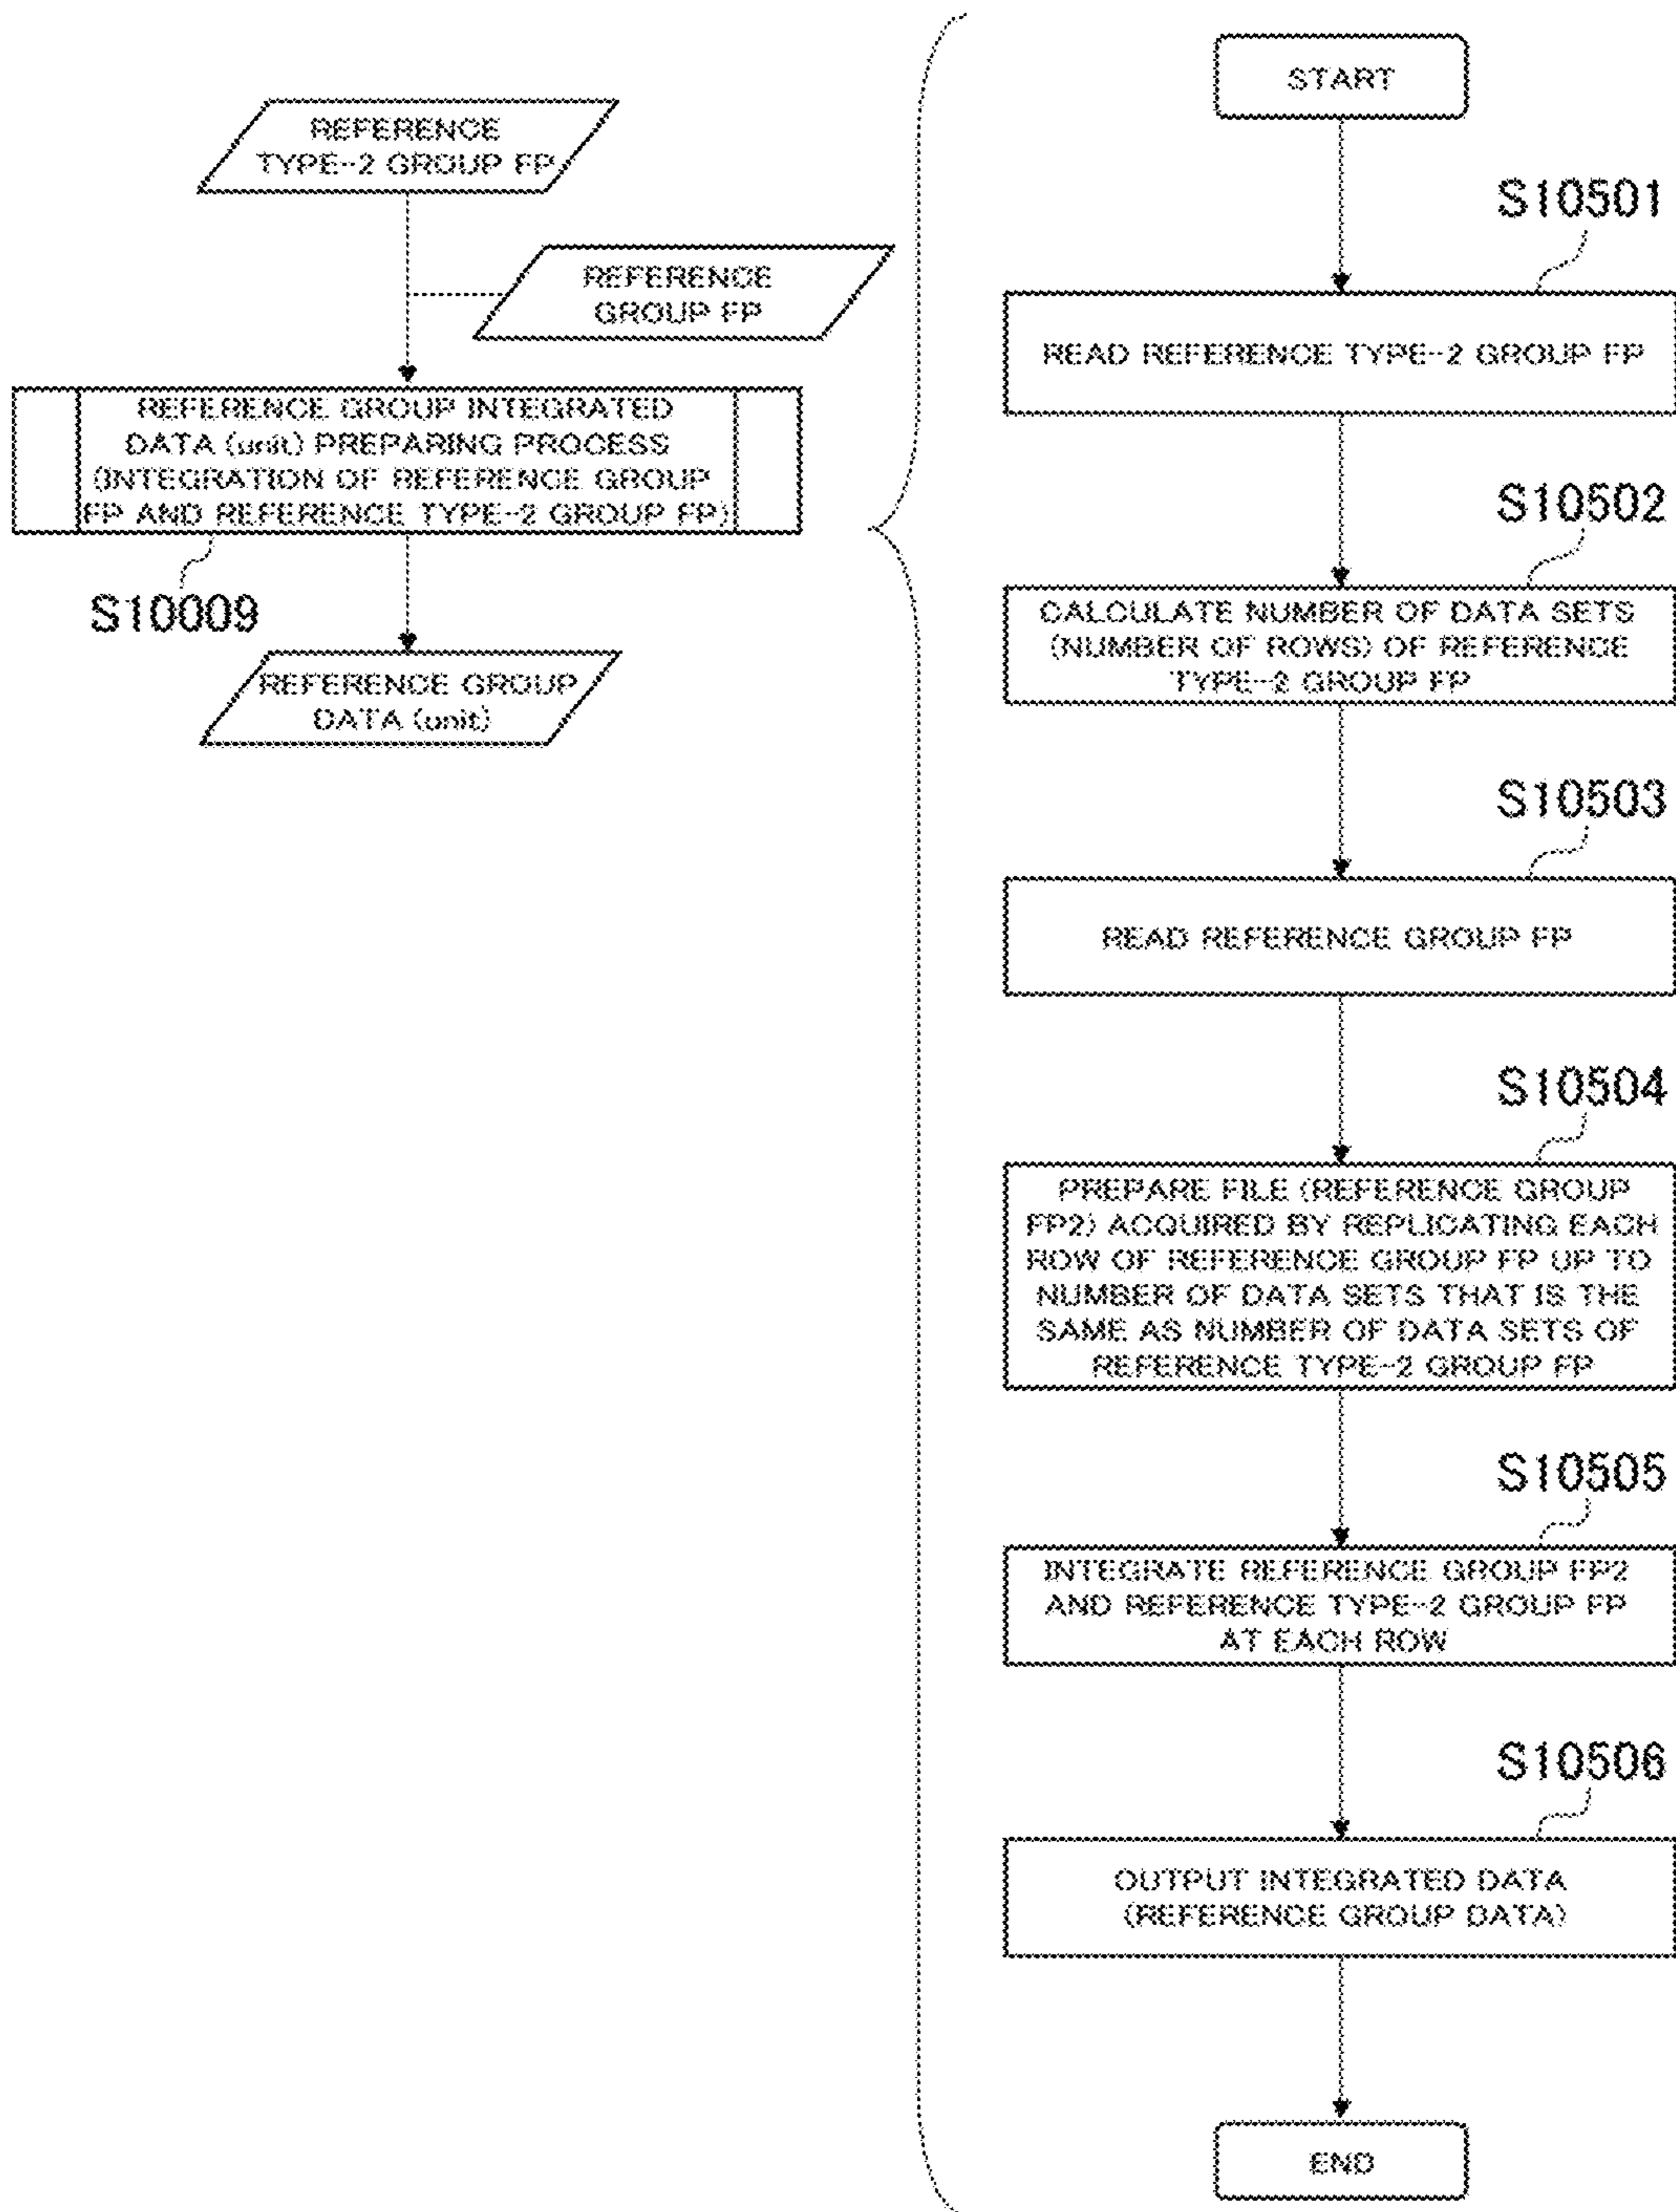 REFERENCE
TYPE-2 GROUP FP
REFERENCE
GROUP FP
REFERENCE GROUP INTEGRATED
DATA (unit) PREPARING PROCESS
(INTEGRATION OF REFERENCE GROUP
FP AND REFERENCE TYPE-2 GROUP FP)
S10009
REFERENCE GROUP
DATA (unit)
START
S10501
READ REFERENCE TYPE-2 GROUP FP
S10502
CALCULATE NUMBER OF DATA SETS
(NUMBER OF ROWS) OF REFERENCE
TYPE-2 GROUP FP
S10503
READ REFERENCE GROUP FP
S10504
PREPARE FILE (REFERENCE GROUP
FP2) ACQUIRED BY REPLICATING EACH
ROW OF REFERENCE GROUP FP UP TO
NUMBER OF DATA SETS THAT IS THE
SAME AS NUMBER OF DATA SETS OF
REFERENCE TYPE-2 GROUP FP
S10505
INTEGRATE REFERENCE GROUP FP2
AND REFERENCE TYPE-2 GROUP FP
AT EACH ROW
S10506
OUTPUT INTEGRATED DATA
(REFERENCE GROUP DATA)
END